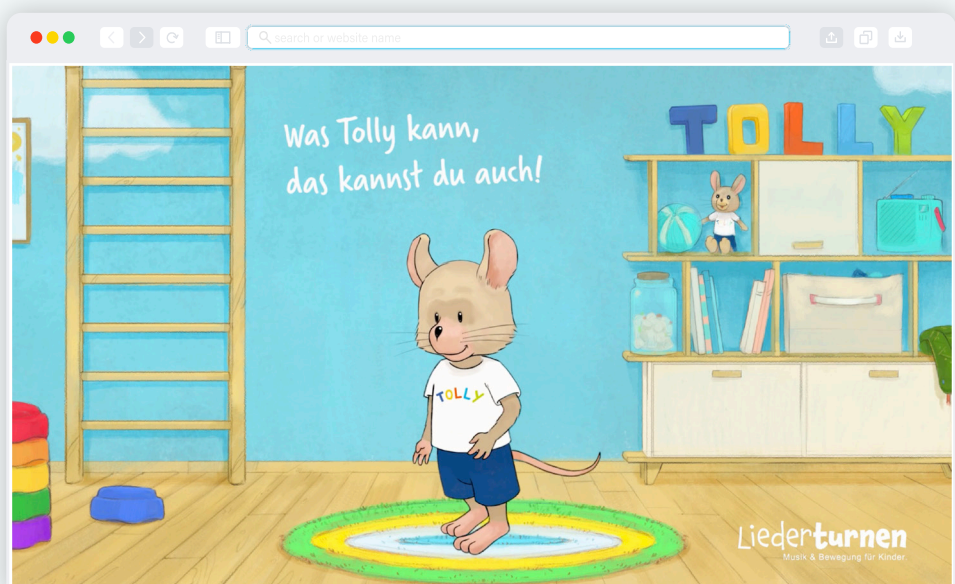 search or website name
Was Tolly kann,
das kannst du auch!
TOLLY
TOLLY
Liederturnen
Musik & Bewegung für Kinder.